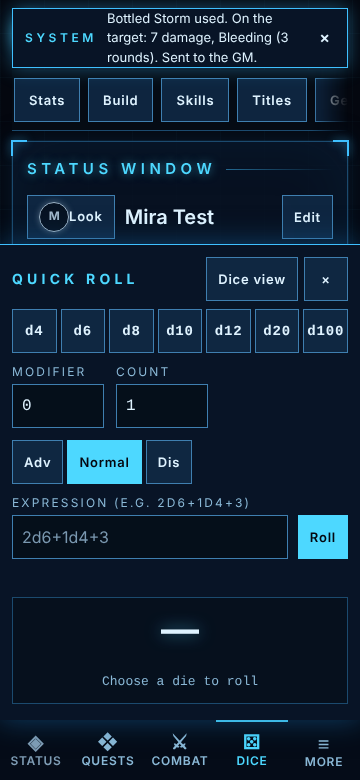 SYSTEM
Bottled Storm used. On the
target: 7 damage, Bleeding (3
rounds). Sent to the GM.
×
Stats Build Skills Titles Ge
STATUS WINDOW
M Look Mira Test Edit
QUICK ROLL Dice view ×
d4 d6 d8 d10 d12 d20 d100
MODIFIER COUNT
0 1
Adv Normal Dis
EXPRESSION (E.G. 2D6+1D4+3)
2d6+1d4+3 Roll
—
Choose a die to roll
STATUS QUESTS COMBAT DICE MORE